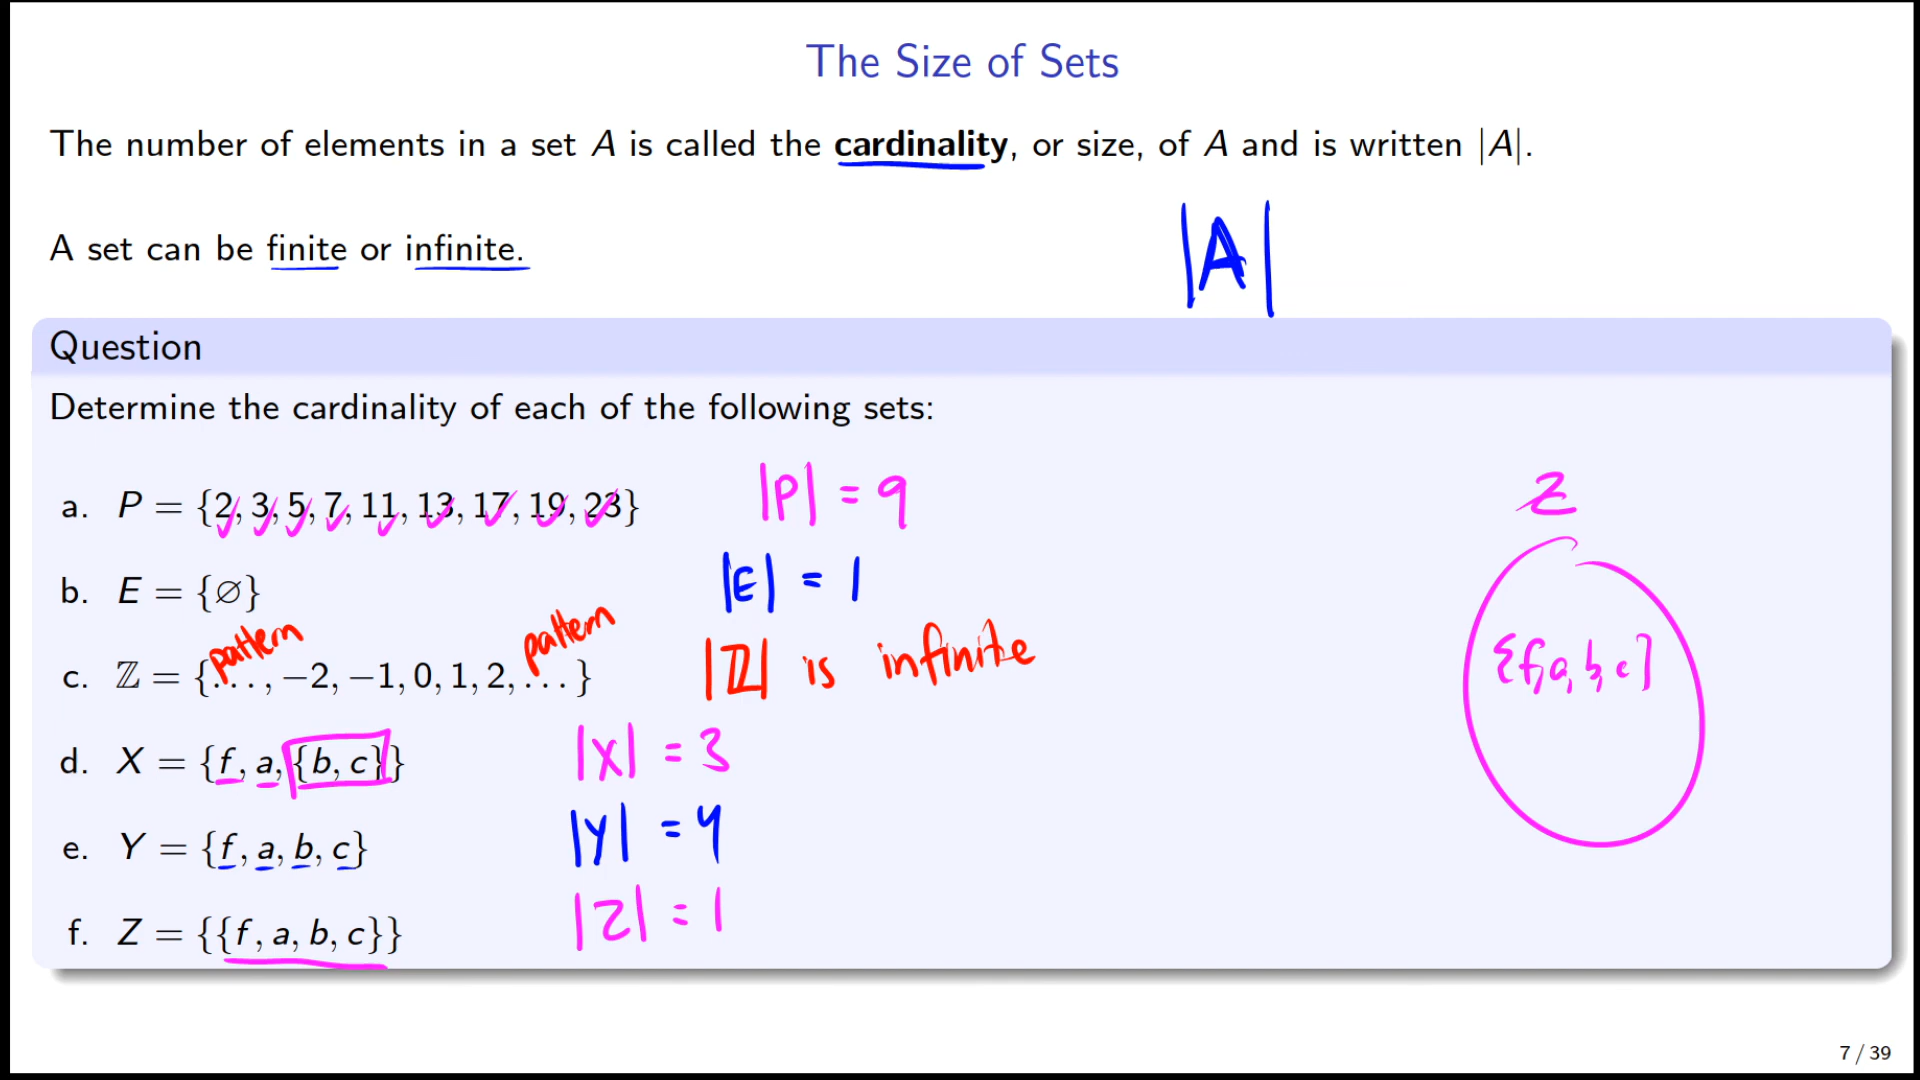 The Size of Sets
The number of elements in a set A is called the cardinality, or size, of A and is written |A|.
|A|
A set can be finite or infinite.
Question
Determine the cardinality of each of the following sets:
a. P = {2, 3, 5, 7, 11, 13, 17, 19, 23} |P| = 9
b. E = {∅} |E| = 1
pattern pattern
c. ℤ = {. . . , −2, −1, 0, 1, 2, . . . } |ℤ| is infinite
d. X = {f, a, {b, c}} |X| = 3
e. Y = {f, a, b, c} |Y| = 4
f. Z = {{f, a, b, c}} |Z| = 1
Z
{f, a, b, c}
7 / 39